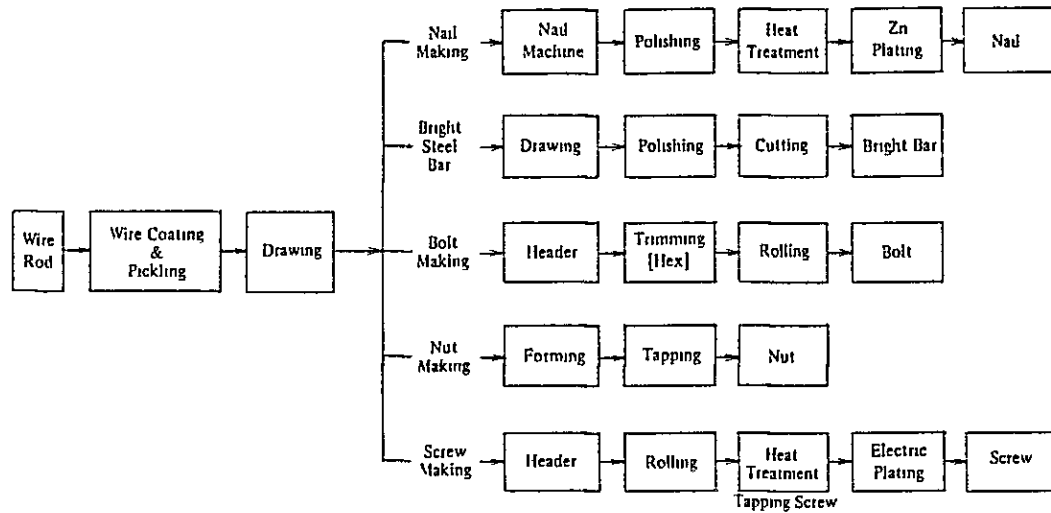 Nail
Making
Nail
Machine
Polishing
Heat
Treatment
Zn
Plating
Nail
Bright
Steel
Bar
Drawing
Polishing
Cutting
Bright Bar
Wire
Rod
Wire Coating
&
Pickling
Drawing
Bolt
Making
Header
Trimming
[Hex]
Rolling
Bolt
Nut
Making
Forming
Tapping
Nut
Screw
Making
Header
Rolling
Heat
Treatment
Tapping Screw
Electric
Plating
Screw